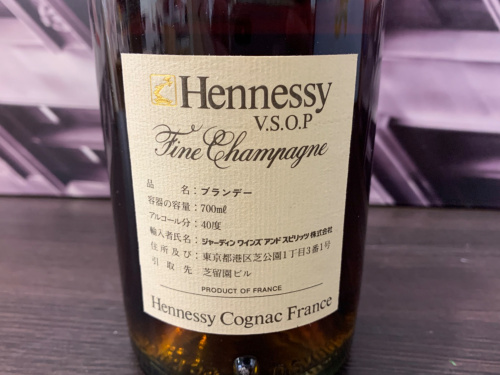 Hennessy
V.S.O.P
Fine Champagne
品名：ブランデー
容器の容量：700mℓ
アルコール分：40度
輸入者氏名：ジャーディン ワインズ アンド スピリッツ 株式会社
住所及び：東京都港区芝公園1丁目3番1号
引取先 芝留園ビル
PRODUCT OF FRANCE
Hennessy Cognac France